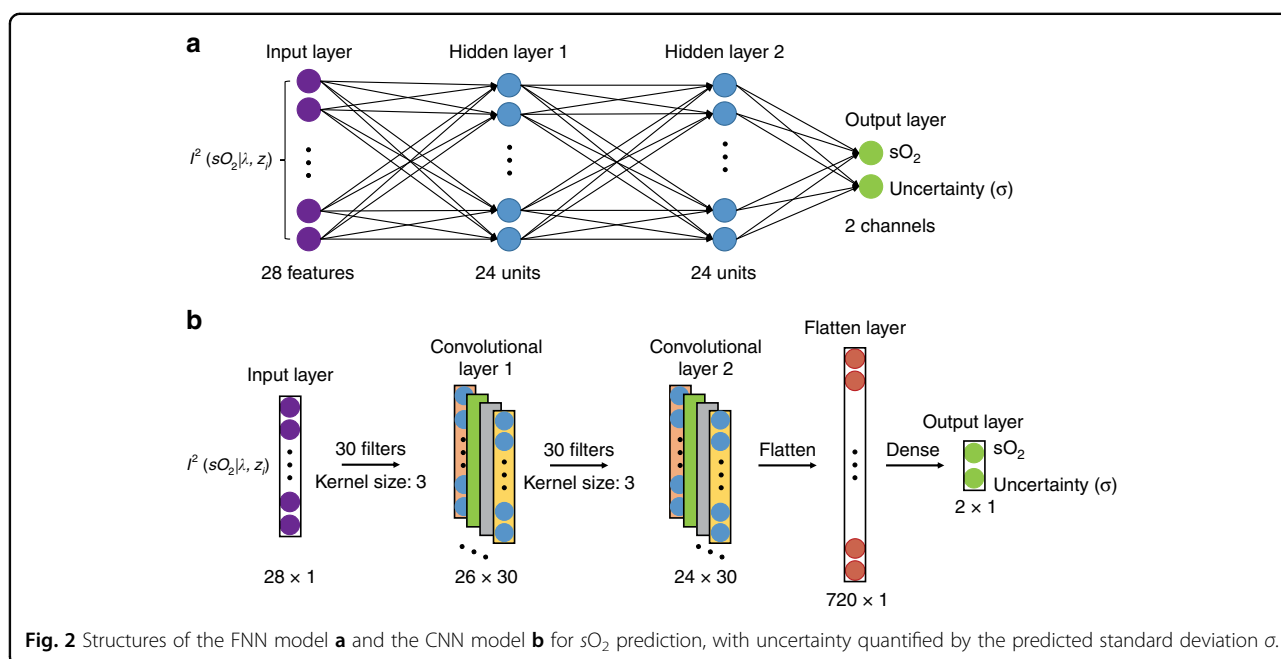 a
Input layer
Hidden layer 1
Hidden layer 2
Output layer
I² (sO₂|λ, zᵢ)
sO₂
Uncertainty (σ)
2 channels
28 features
24 units
24 units
b
Input layer
Convolutional
layer 1
Convolutional
layer 2
Flatten layer
Output layer
I² (sO₂|λ, zᵢ)
30 filters
Kernel size: 3
30 filters
Kernel size: 3
Flatten
Dense
sO₂
Uncertainty (σ)
2 × 1
28 × 1
26 × 30
24 × 30
720 × 1
Fig. 2 Structures of the FNN model a and the CNN model b for sO₂ prediction, with uncertainty quantified by the predicted standard deviation σ.